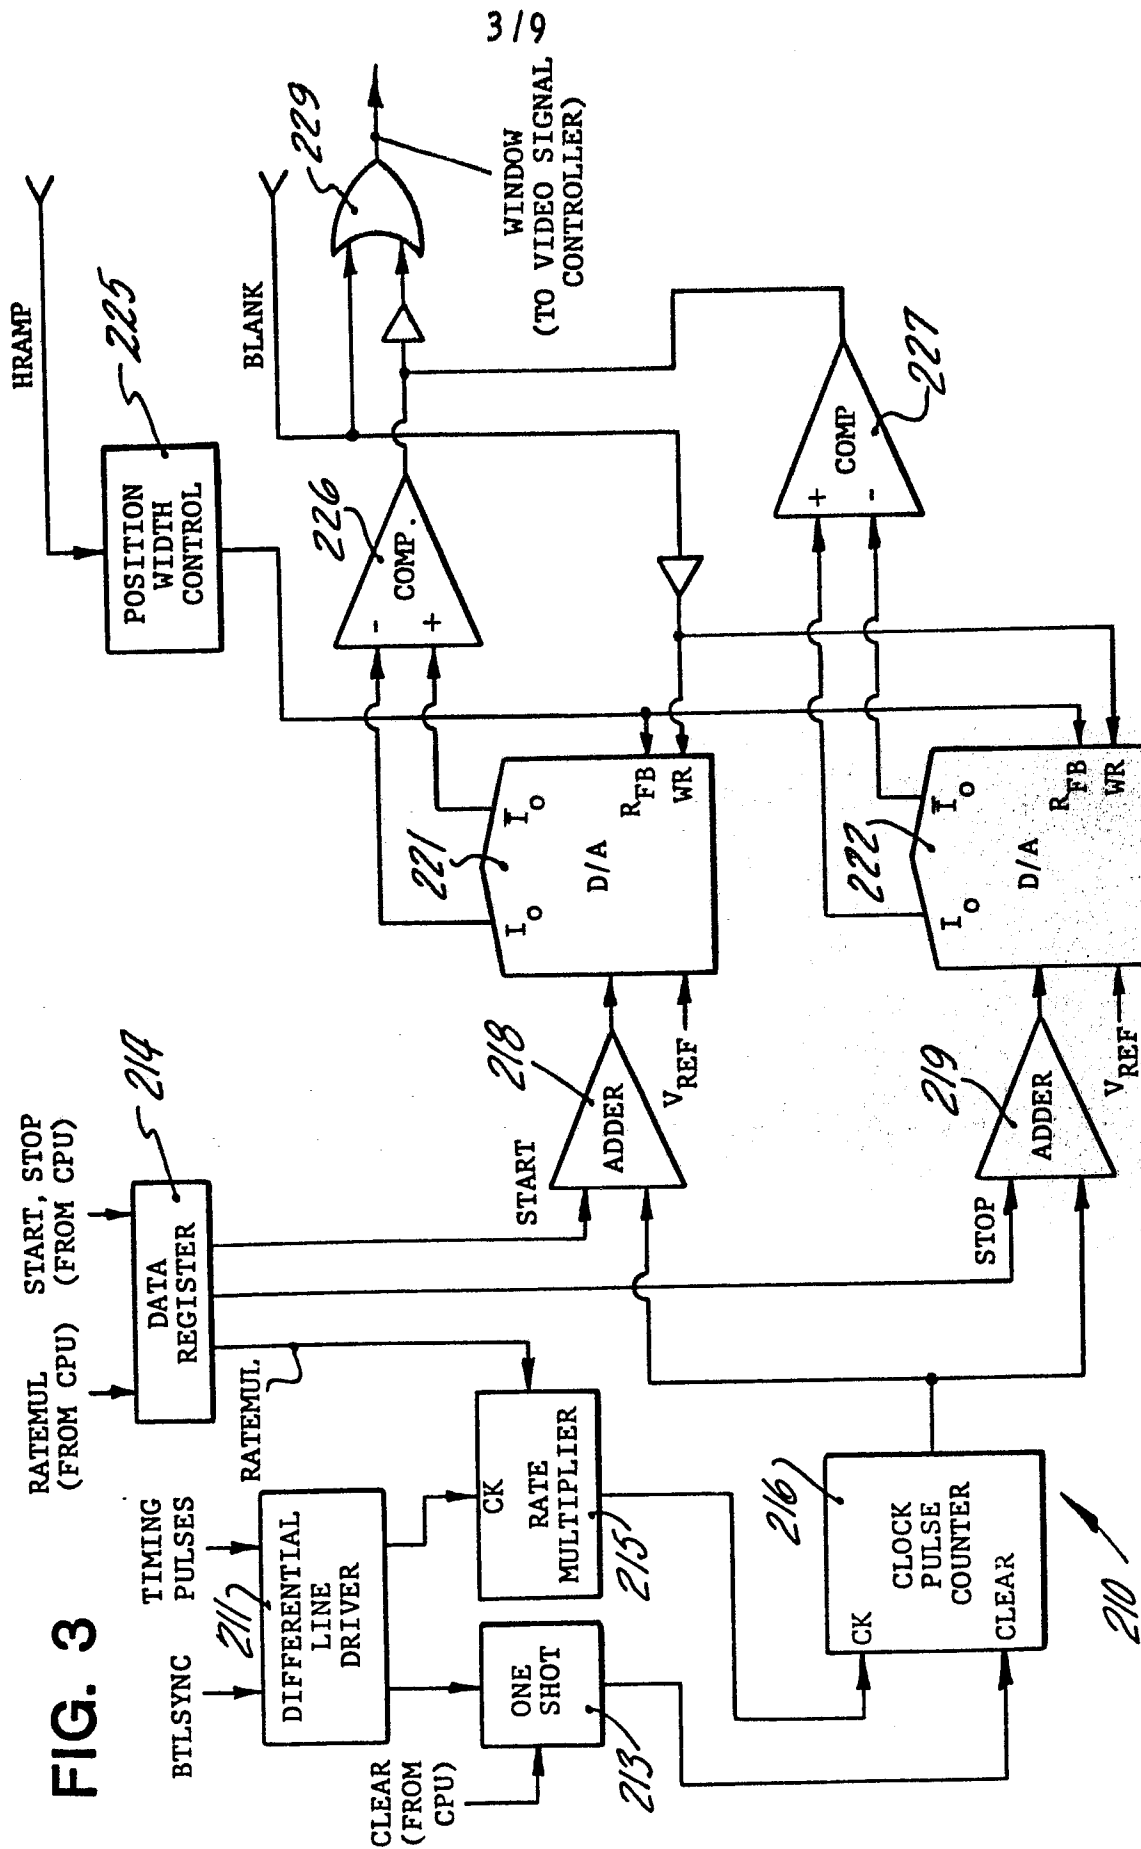 3/9
FIG. 3
BTLSYNC
TIMING
PULSES
RATEMUL
(FROM CPU)
START, STOP
(FROM CPU)
HRAMP
211
DIFFERENTIAL
LINE
DRIVER
DATA
REGISTER
214
POSITION
WIDTH
CONTROL
225
BLANK
RATEMUL
START
CLEAR
(FROM
CPU)
ONE
SHOT
213
CK
RATE
MULTIPLIER
215
ADDER
218
VREF
IO
IO
D/A
RFB
WR
221
-
+
COMP.
226
229
WINDOW
(TO VIDEO SIGNAL
CONTROLLER)
CK
CLEAR
CLOCK
PULSE
COUNTER
216
STOP
ADDER
219
VREF
IO
IO
D/A
RFB
WR
222
+
-
COMP
227
210